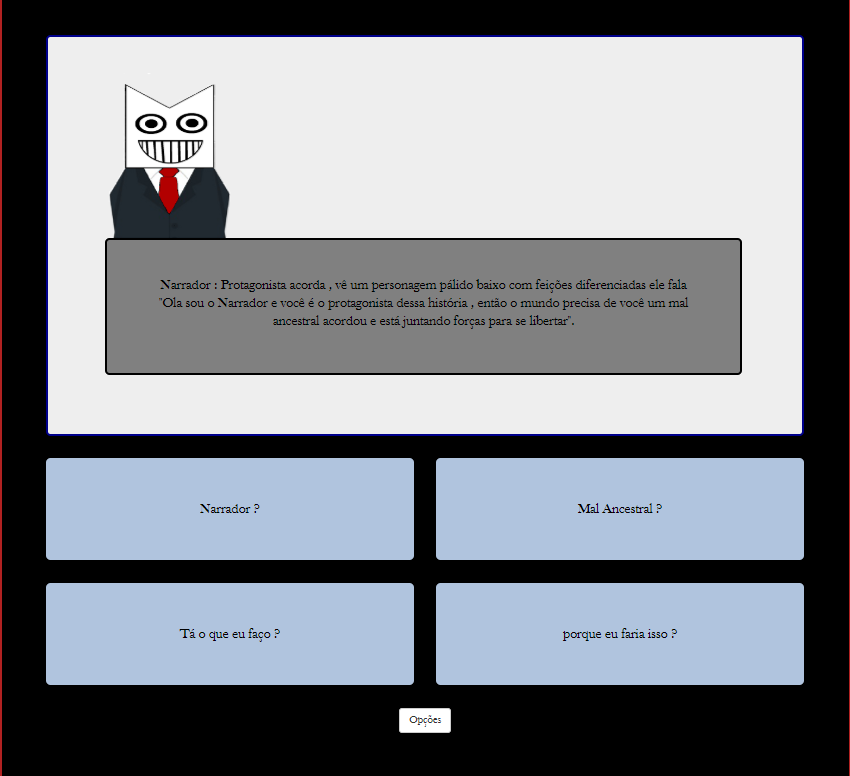 Narrador : Protagonista acorda , vê um personagem pálido baixo com feições diferenciadas ele fala
"Ola sou o Narrador e você é o protagonista dessa história , então o mundo precisa de você um mal
ancestral acordou e está juntando forças para se libertar".
Narrador ?
Mal Ancestral ?
Tá o que eu faço ?
porque eu faria isso ?
Opções